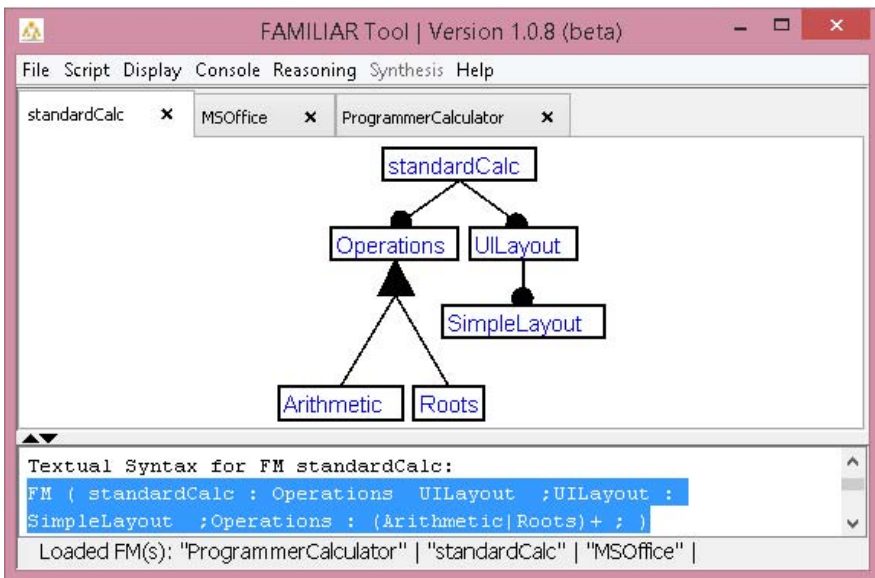 FAMILIAR Tool | Version 1.0.8 (beta)
File Script Display Console Reasoning Synthesis Help
standardCalc x MSOffice x ProgrammerCalculator x
standardCalc
Operations UILayout
SimpleLayout
Arithmetic Roots
Textual Syntax for FM standardCalc:
FM ( standardCalc : Operations UILayout ;UILayout :
SimpleLayout ;Operations : (Arithmetic|Roots)+ ; )
Loaded FM(s): "ProgrammerCalculator" | "standardCalc" | "MSOffice" |